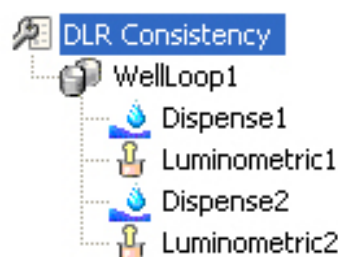 DLR Consistency
WellLoop1
Dispense1
Luminometric1
Dispense2
Luminometric2